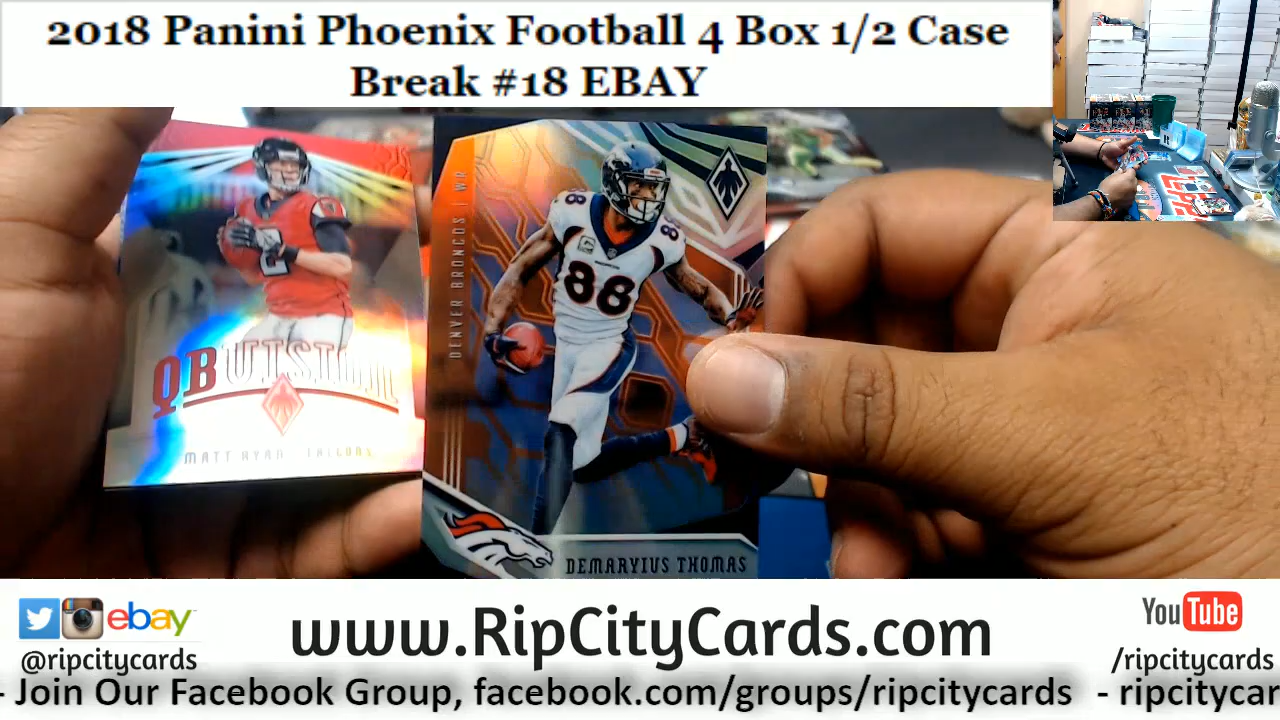 2018 Panini Phoenix Football 4 Box 1/2 Case
Break #18 EBAY
2
QB VISION
MATT RYAN FALCONS
DENVER BRONCOS | WR
88
88
DEMARYIUS THOMAS
ebay
@ripcitycards
www.RipCityCards.com
YouTube
/ripcitycards
- Join Our Facebook Group, facebook.com/groups/ripcitycards - ripcitycar